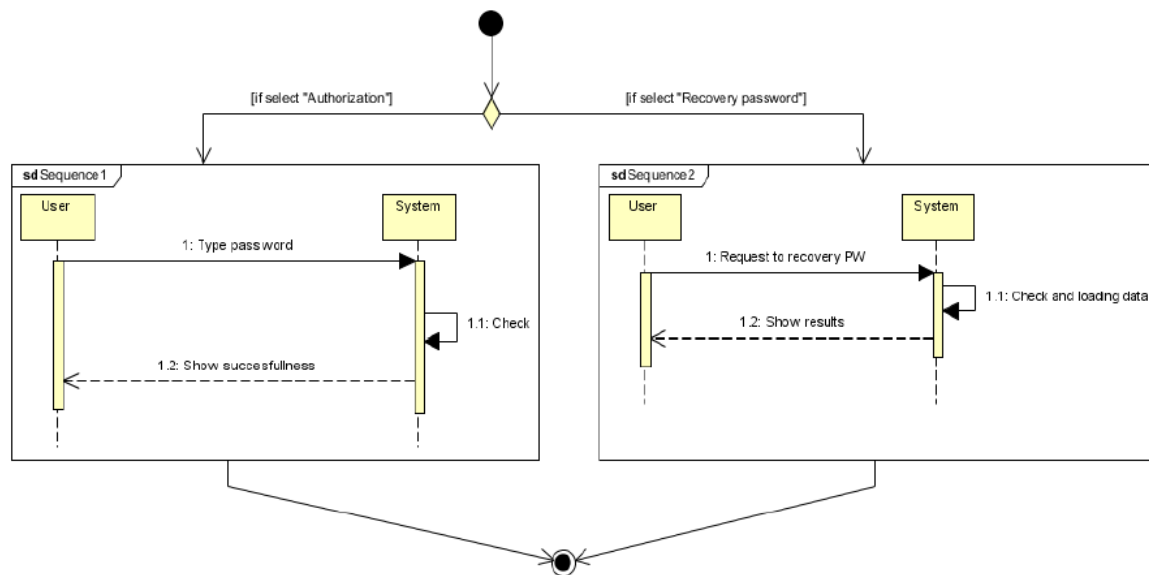 [if select "Authorization"]
[if select "Recovery password"]
sd Sequence1
User
System
1: Type password
1.1: Check
1.2: Show succesfullness
sd Sequence2
User
System
1: Request to recovery PW
1.1: Check and loading data
1.2: Show results